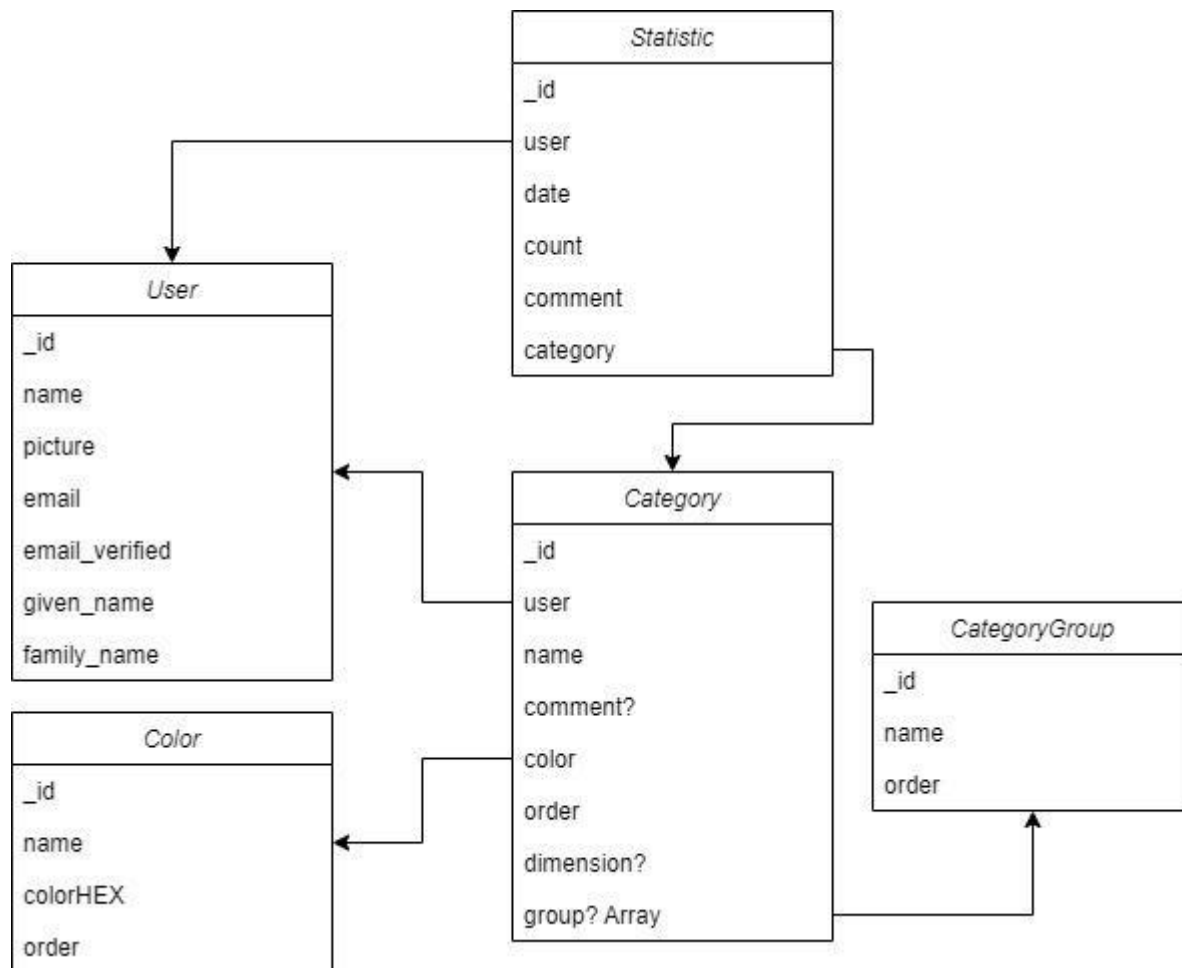 Statistic
_id
user
date
count
comment
category
User
_id
name
picture
email
email_verified
given_name
family_name
Category
_id
user
name
comment?
color
order
dimension?
group? Array
CategoryGroup
_id
name
order
Color
_id
name
colorHEX
order